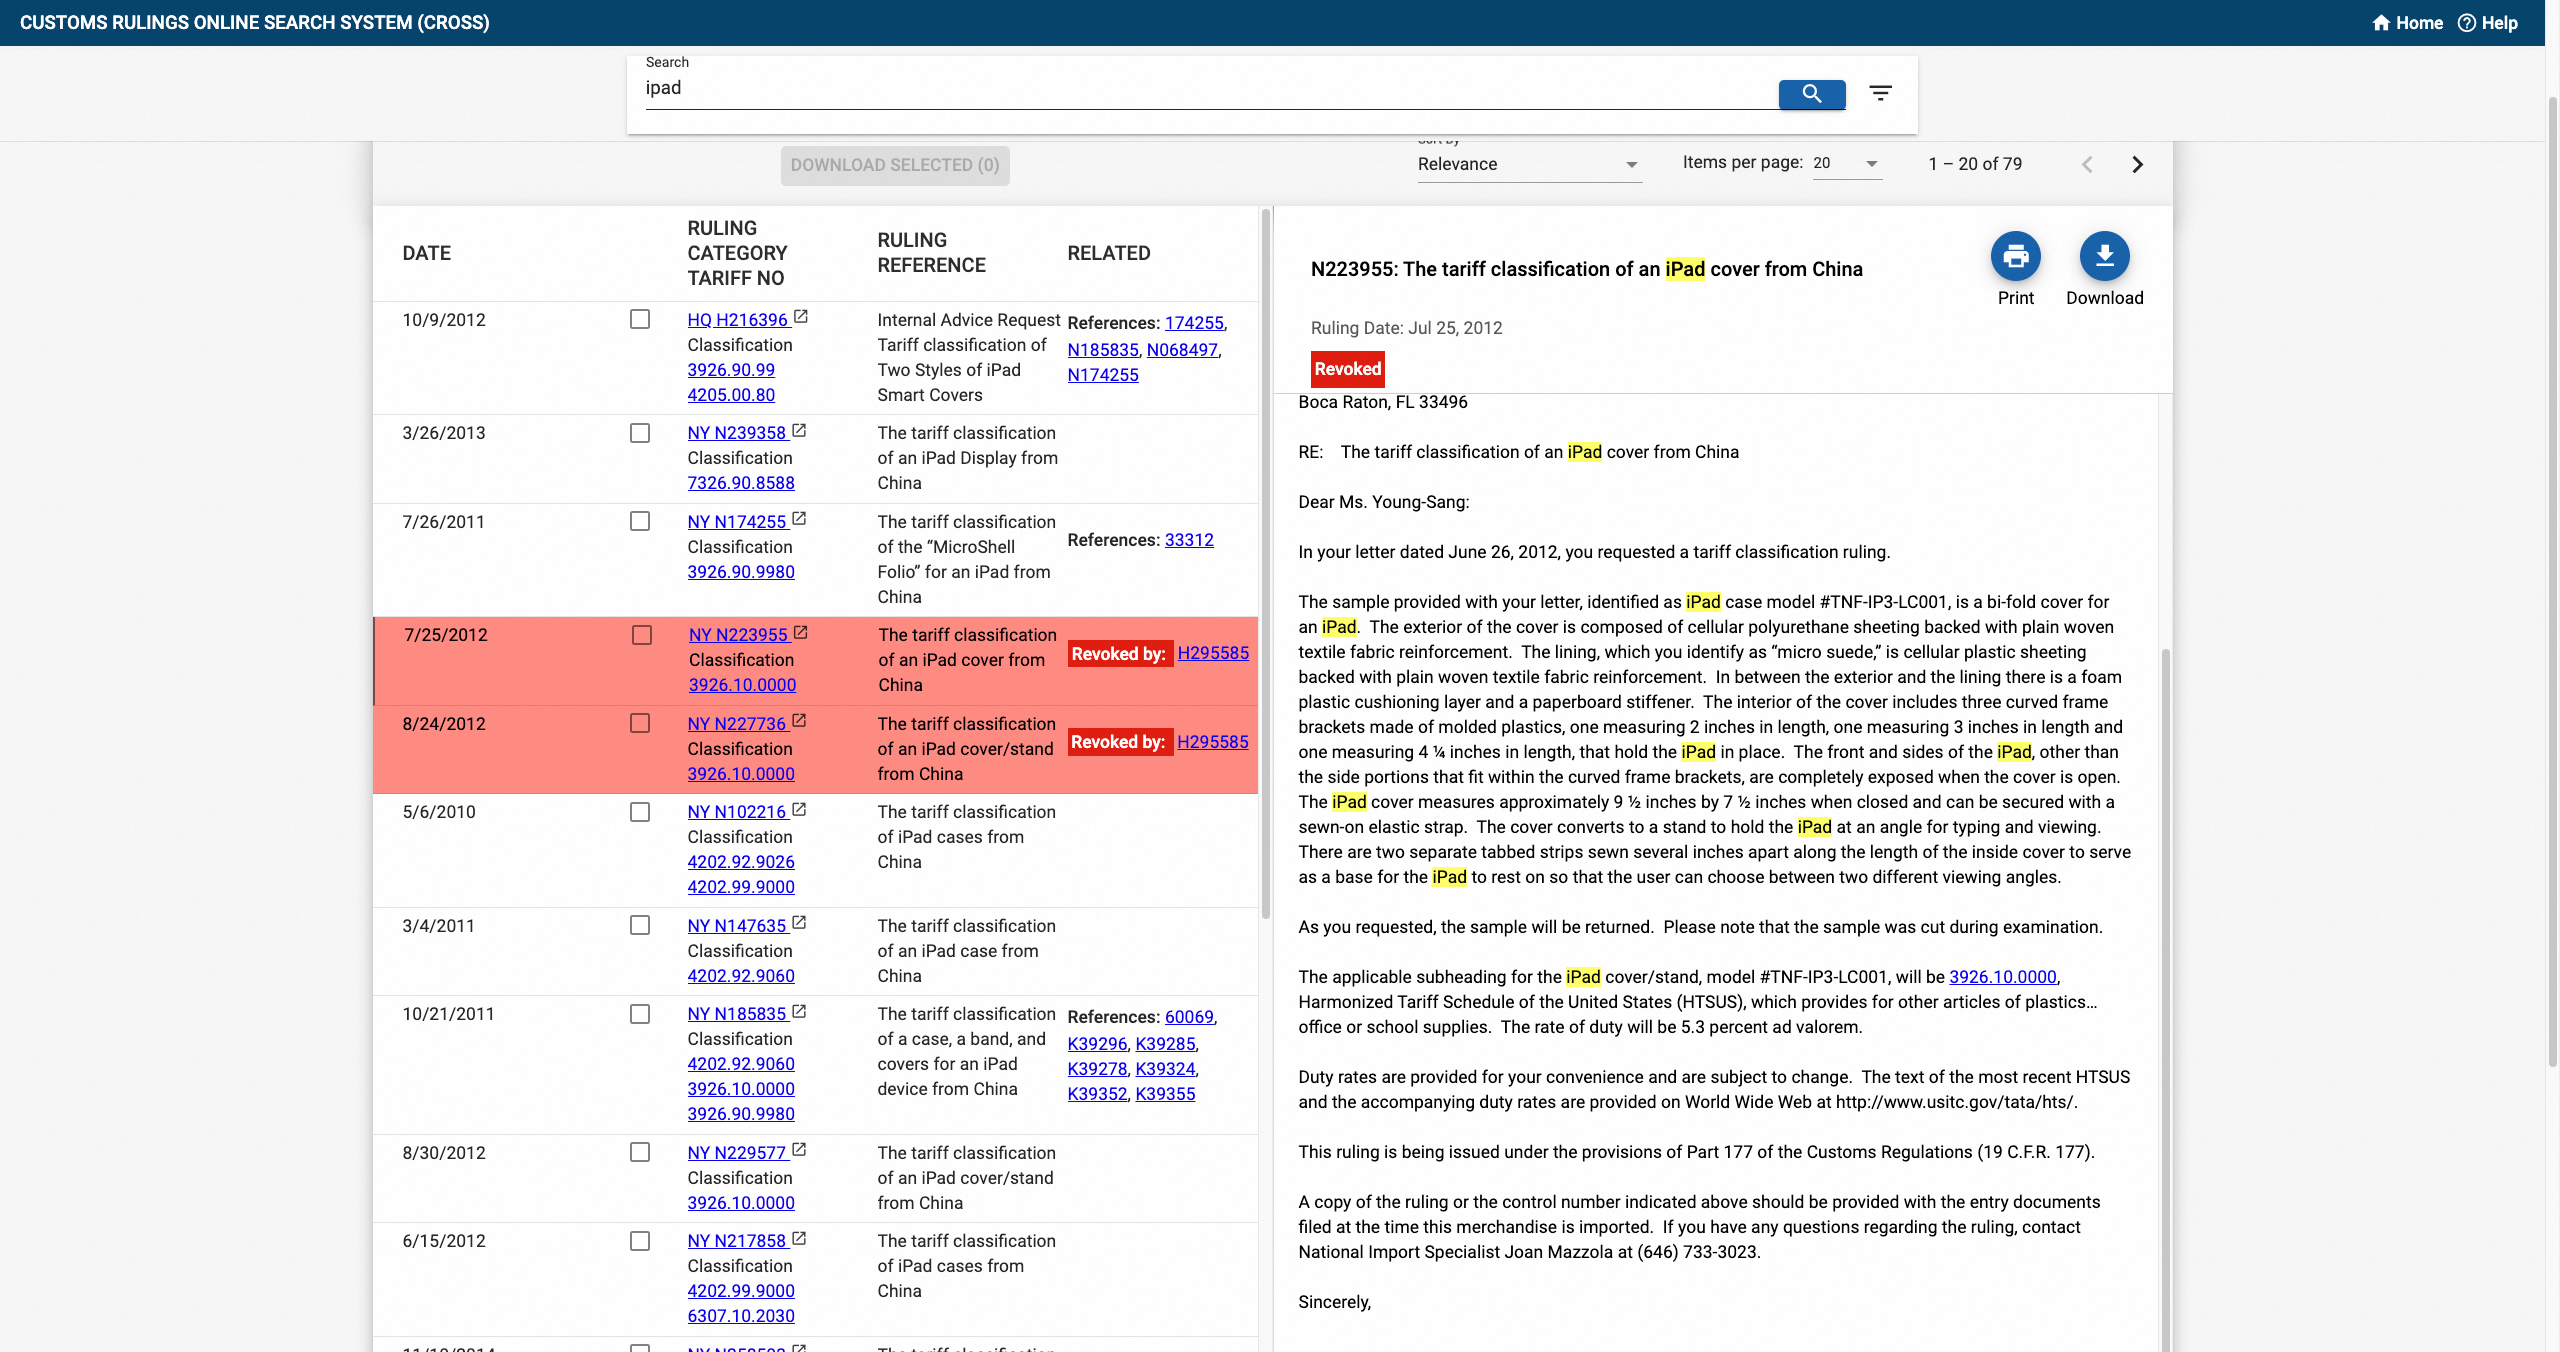 CUSTOMS RULINGS ONLINE SEARCH SYSTEM (CROSS)
Home
Help
Search
ipad
DOWNLOAD SELECTED (0)
Relevance
Items per page: 20
1 – 20 of 79
DATE
RULING
CATEGORY
TARIFF NO
RULING
REFERENCE
RELATED
10/9/2012
HQ H216396
Classification
3926.90.99
4205.00.80
Internal Advice Request
Tariff classification of
Two Styles of iPad
Smart Covers
References: 174255,
N185835, N068497,
N174255
3/26/2013
NY N239358
Classification
7326.90.8588
The tariff classification
of an iPad Display from
China
7/26/2011
NY N174255
Classification
3926.90.9980
The tariff classification
of the “MicroShell
Folio” for an iPad from
China
References: 33312
7/25/2012
NY N223955
Classification
3926.10.0000
The tariff classification
of an iPad cover from
China
Revoked by: H295585
8/24/2012
NY N227736
Classification
3926.10.0000
The tariff classification
of an iPad cover/stand
from China
Revoked by: H295585
5/6/2010
NY N102216
Classification
4202.92.9026
4202.99.9000
The tariff classification
of iPad cases from
China
3/4/2011
NY N147635
Classification
4202.92.9060
The tariff classification
of an iPad case from
China
10/21/2011
NY N185835
Classification
4202.92.9060
3926.10.0000
3926.90.9980
The tariff classification
of a case, a band, and
covers for an iPad
device from China
References: 60069,
K39296, K39285,
K39278, K39324,
K39352, K39355
8/30/2012
NY N229577
Classification
3926.10.0000
The tariff classification
of an iPad cover/stand
from China
6/15/2012
NY N217858
Classification
4202.99.9000
6307.10.2030
The tariff classification
of iPad cases from
China
N223955: The tariff classification of an iPad cover from China
Print
Download
Ruling Date: Jul 25, 2012
Revoked
Boca Raton, FL 33496
RE: The tariff classification of an iPad cover from China
Dear Ms. Young-Sang:
In your letter dated June 26, 2012, you requested a tariff classification ruling.
The sample provided with your letter, identified as iPad case model #TNF-IP3-LC001, is a bi-fold cover for
an iPad. The exterior of the cover is composed of cellular polyurethane sheeting backed with plain woven
textile fabric reinforcement. The lining, which you identify as “micro suede,” is cellular plastic sheeting
backed with plain woven textile fabric reinforcement. In between the exterior and the lining there is a foam
plastic cushioning layer and a paperboard stiffener. The interior of the cover includes three curved frame
brackets made of molded plastics, one measuring 2 inches in length, one measuring 3 inches in length and
one measuring 4 ¼ inches in length, that hold the iPad in place. The front and sides of the iPad, other than
the side portions that fit within the curved frame brackets, are completely exposed when the cover is open.
The iPad cover measures approximately 9 ½ inches by 7 ½ inches when closed and can be secured with a
sewn-on elastic strap. The cover converts to a stand to hold the iPad at an angle for typing and viewing.
There are two separate tabbed strips sewn several inches apart along the length of the inside cover to serve
as a base for the iPad to rest on so that the user can choose between two different viewing angles.
As you requested, the sample will be returned. Please note that the sample was cut during examination.
The applicable subheading for the iPad cover/stand, model #TNF-IP3-LC001, will be 3926.10.0000,
Harmonized Tariff Schedule of the United States (HTSUS), which provides for other articles of plastics…
office or school supplies. The rate of duty will be 5.3 percent ad valorem.
Duty rates are provided for your convenience and are subject to change. The text of the most recent HTSUS
and the accompanying duty rates are provided on World Wide Web at http://www.usitc.gov/tata/hts/.
This ruling is being issued under the provisions of Part 177 of the Customs Regulations (19 C.F.R. 177).
A copy of the ruling or the control number indicated above should be provided with the entry documents
filed at the time this merchandise is imported. If you have any questions regarding the ruling, contact
National Import Specialist Joan Mazzola at (646) 733-3023.
Sincerely,